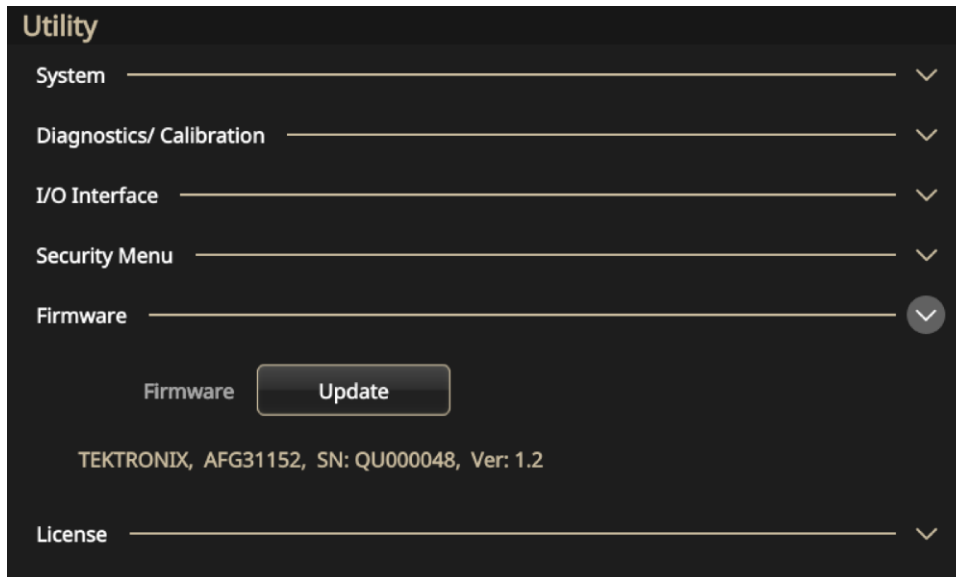 Utility
System
Diagnostics/ Calibration
I/O Interface
Security Menu
Firmware
Firmware Update
TEKTRONIX, AFG31152, SN: QU000048, Ver: 1.2
License